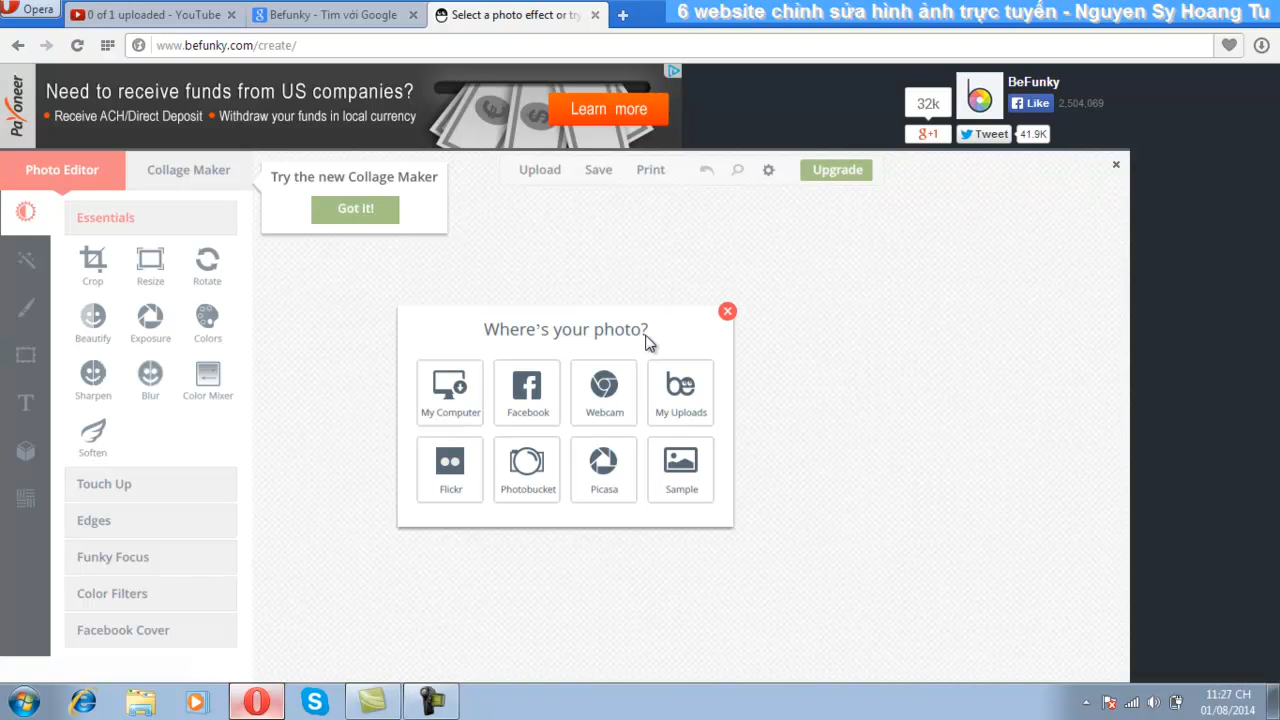 Opera
0 of 1 uploaded - YouTube
Befunky - Tìm với Google
Select a photo effect or try
6 website chỉnh sửa hình ảnh trực tuyến - Nguyen Sy Hoang Tu
www.befunky.com/create/
Payoneer
Need to receive funds from US companies?
Receive ACH/Direct Deposit • Withdraw your funds in local currency
Learn more
32k
BeFunky
Like
2,504,069
+1
Tweet
41.9K
Photo Editor
Collage Maker
Try the new Collage Maker
Got It!
Upload
Save
Print
Upgrade
Essentials
Crop
Resize
Rotate
Beautify
Exposure
Colors
Sharpen
Blur
Color Mixer
Soften
Touch Up
Edges
Funky Focus
Color Filters
Facebook Cover
Where's your photo?
My Computer
Facebook
Webcam
My Uploads
Flickr
Photobucket
Picasa
Sample
11:27 CH
01/08/2014